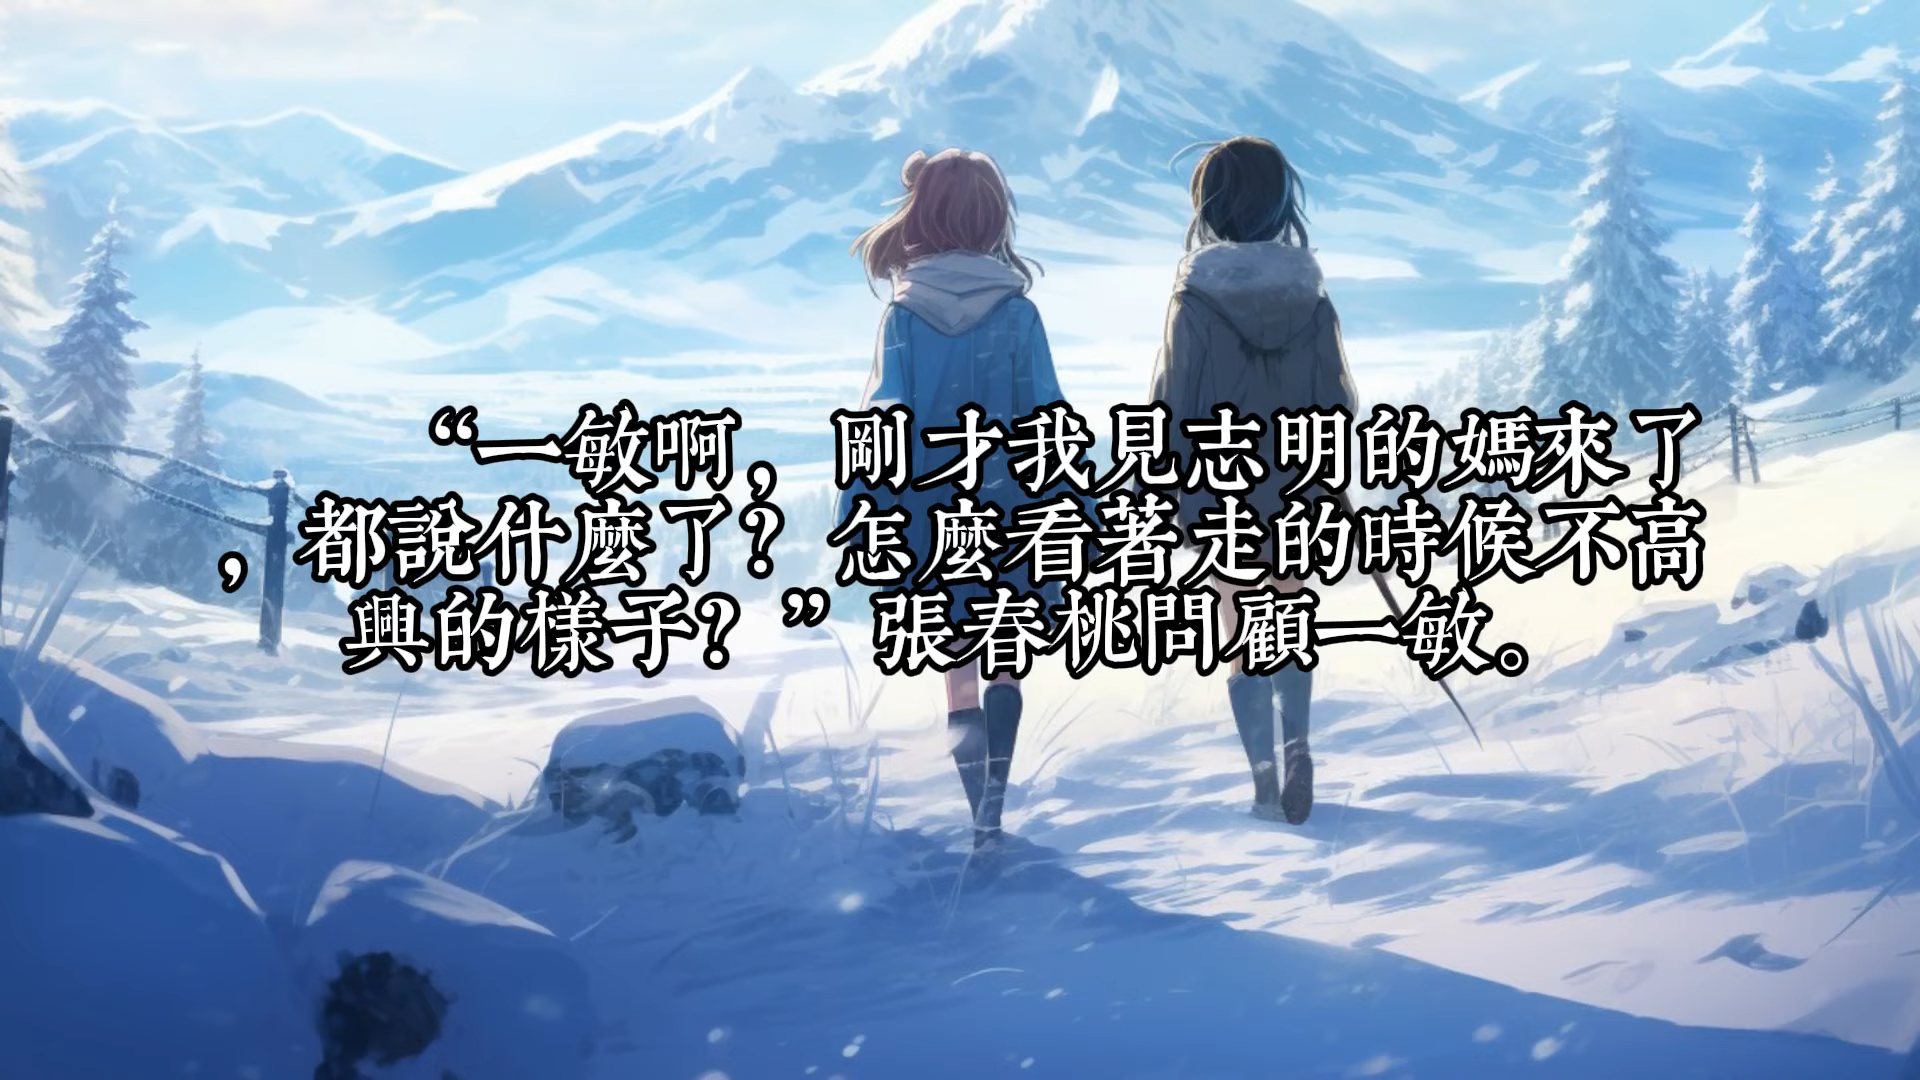 “一敏啊，剛才我見志明的媽來了
，都說什麼了？怎麼看著走的時候不高
興的樣子？”張春桃問顧一敏。